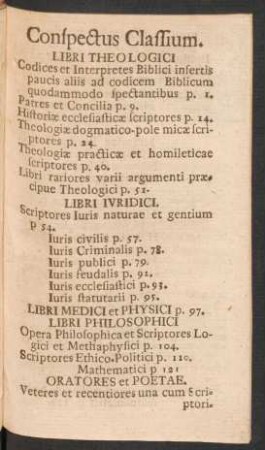 Conſpectus Claſſium.
LIBRI THEOLOGICI
Codices et Interpretes Biblici inſertis
paucis aliis ad codicem Biblicum
quodammodo ſpectantibus p. 1.
Patres et Concilia p. 9.
Hiſtoriæ eccleſiaſticæ ſcriptores p. 14.
Theologiæ dogmatico-pole micæ ſcri-
ptores p. 24.
Theologiæ practicæ et homileticae
ſcriptores p. 40.
Libri rariores varii argumenti præ-
cipue Theologici p. 52.
LIBRI IVRIDICI.
Scriptores Iuris naturae et gentium
p 54.
Iuris civilis p. 57.
Iuris Criminalis p. 78.
Iuris publici p. 79.
Iuris feudalis p. 92.
Iuris eccleſiaſtici p. 93.
Iuris ſtatutarii p. 95.
LIBRI MEDICI et PHYSICI p. 97.
LIBRI PHILOSOPHICI
Opera Philoſophica et Scriptores Lo-
gici et Methaphyſici p. 104.
Scriptores Ethico-Politici p. 110.
Mathematici p 121
ORATORES et POETAE.
Veteres et recentiores una cum Scri-
ptori-